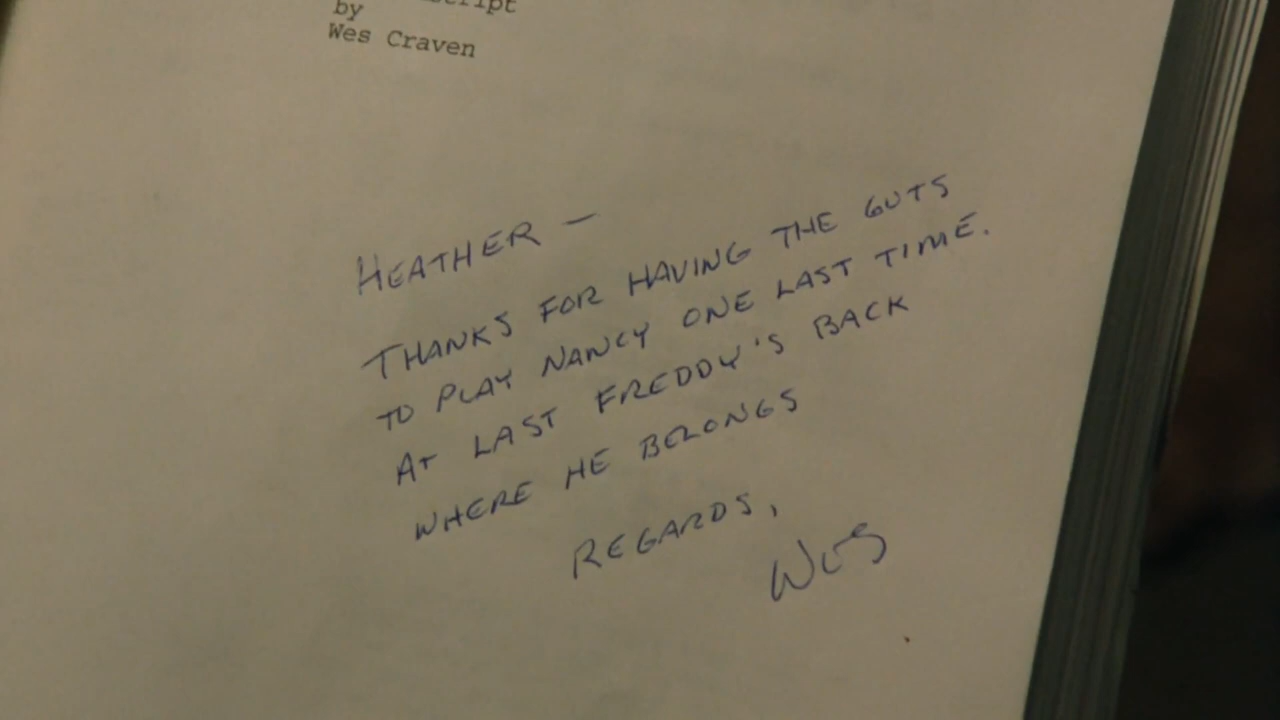 by
Wes Craven
HEATHER —
THANKS FOR HAVING THE GUTS
TO PLAY NANCY ONE LAST TIME.
AT LAST FREDDY'S BACK
WHERE HE BELONGS
REGARDS,
WES